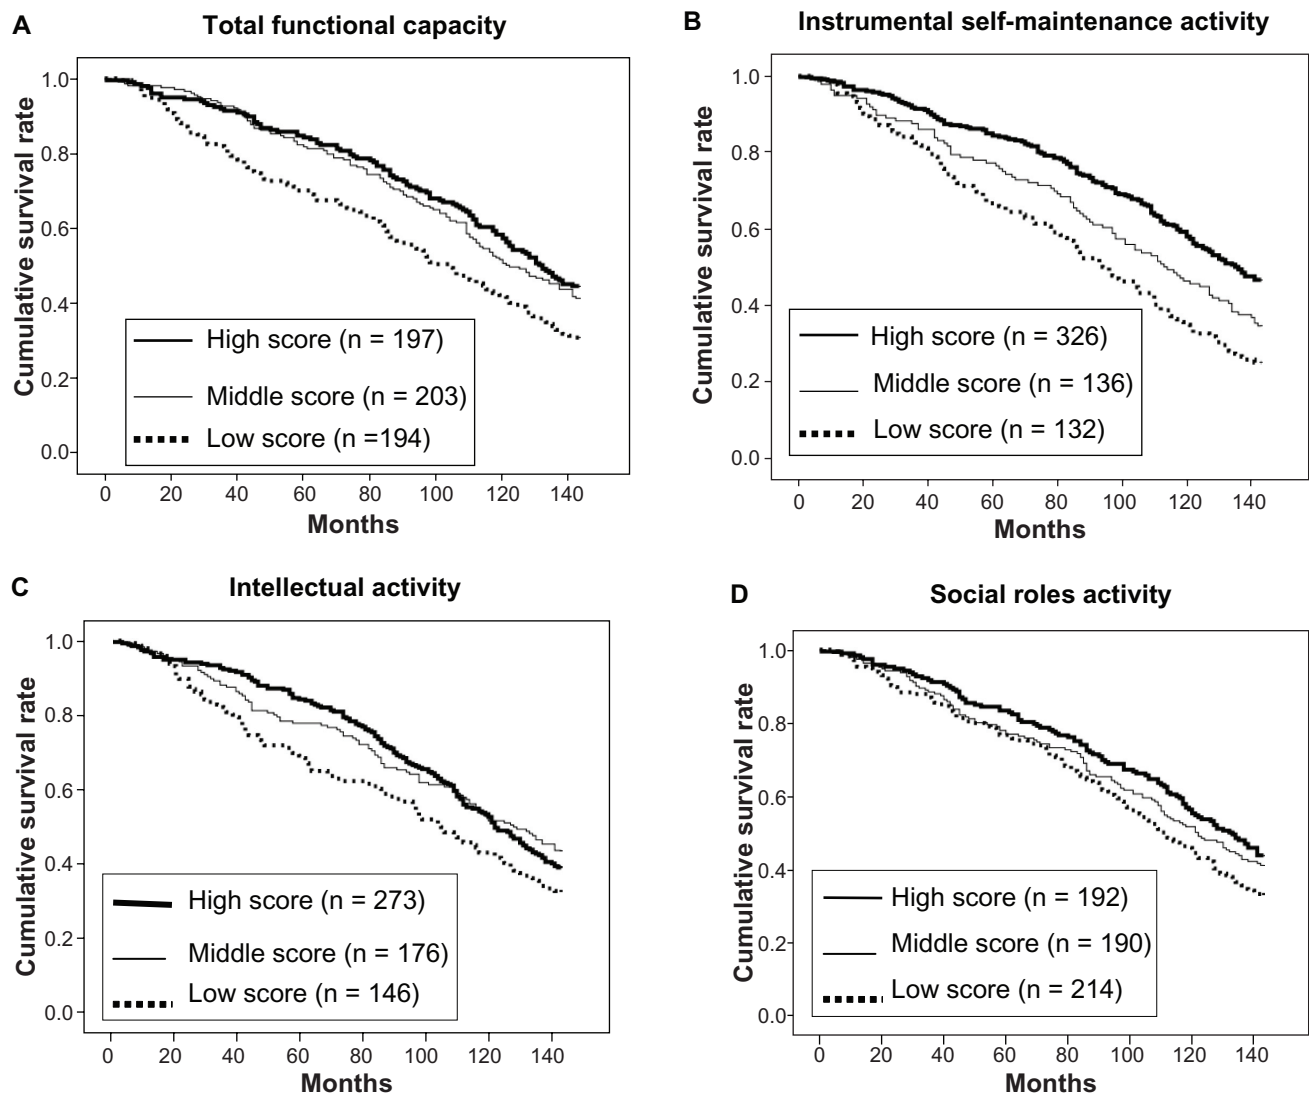 A
Total functional capacity
Cumulative survival rate
1.0
0.8
0.6
0.4
0.2
0.0
High score (n = 197)
Middle score (n = 203)
Low score (n =194)
0 20 40 60 80 100 120 140
Months
B
Instrumental self-maintenance activity
Cumulative survival rate
1.0
0.8
0.6
0.4
0.2
0.0
High score (n = 326)
Middle score (n = 136)
Low score (n = 132)
0 20 40 60 80 100 120 140
Months
C
Intellectual activity
Cumulative survival rate
1.0
0.8
0.6
0.4
0.2
0.0
High score (n = 273)
Middle score (n = 176)
Low score (n = 146)
0 20 40 60 80 100 120 140
Months
D
Social roles activity
Cumulative survival rate
1.0
0.8
0.6
0.4
0.2
0.0
High score (n = 192)
Middle score (n = 190)
Low score (n = 214)
0 20 40 60 80 100 120 140
Months